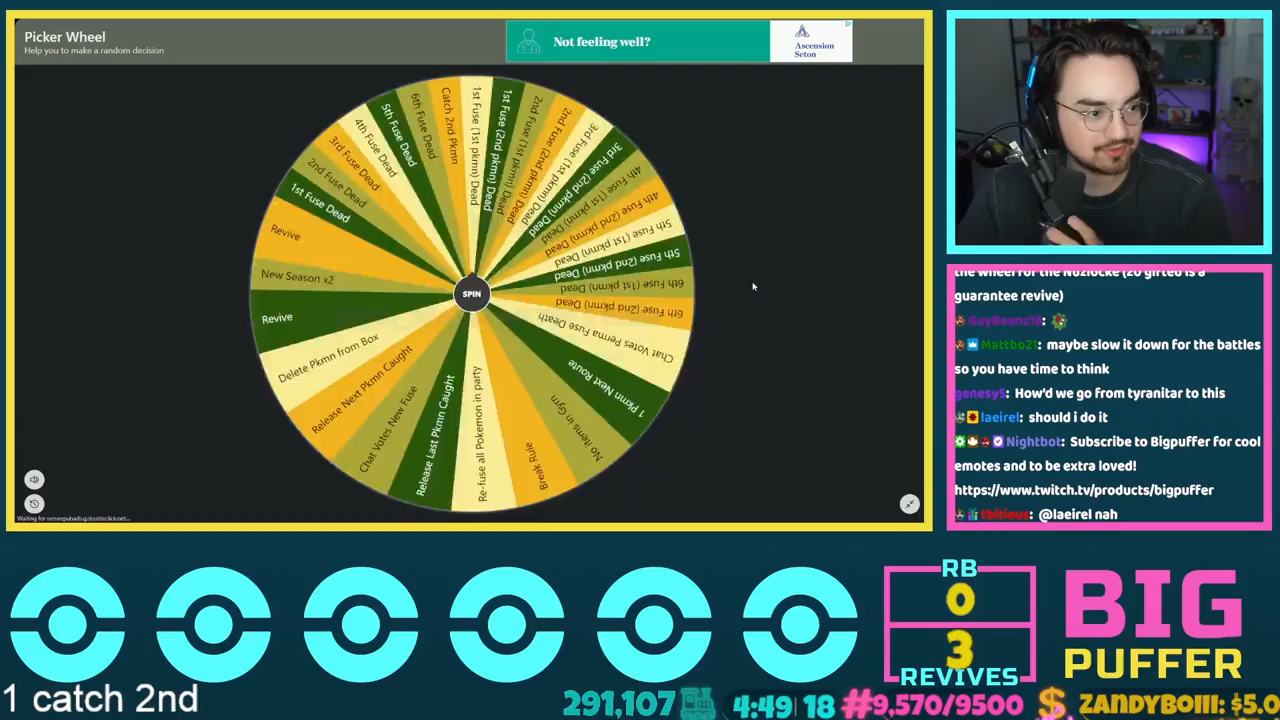 Picker Wheel
Help you to make a random decision
Not feeling well?
Ascension
Seton
Catch 2nd Pkmn
1st Fuse (1st pkmn) Dead
1st Fuse (2nd pkmn) Dead
2nd Fuse (1st pkmn) Dead
2nd Fuse (2nd pkmn) Dead
3rd Fuse (1st pkmn) Dead
3rd Fuse (2nd pkmn) Dead
4th Fuse (1st pkmn) Dead
4th Fuse (2nd pkmn) Dead
5th Fuse (1st pkmn) Dead
5th Fuse (2nd pkmn) Dead
6th Fuse (1st pkmn) Dead
6th Fuse (2nd pkmn) Dead
Chat Votes Perma Fuse Death
1 Pkmn Next Route
No items in Gym
Break Rule
Re-fuse all Pokemon in party
Release Last Pkmn Caught
Chat Votes New Fuse
Release Next Pkmn Caught
Delete Pkmn from Box
Revive
New Season x2
Revive
1st Fuse Dead
2nd Fuse Dead
3rd Fuse Dead
4th Fuse Dead
5th Fuse Dead
6th Fuse Dead
SPIN
the wheel for the Nuzlocke (20 gifted is a
guarantee revive)
GayBeanz13:
Mattbo21: maybe slow it down for the battles
so you have time to think
genesy5: How'd we go from tyranitar to this
laeirel: should i do it
Nightbot: Subscribe to Bigpuffer for cool
emotes and to be extra loved!
https://www.twitch.tv/products/bigpuffer
tbitious: @laeirel nah
RB
0
3
REVIVES
BIG
PUFFER
1 catch 2nd
291,107
4:49 18
#9,570/9500
$ ZANDYBOIII: $5.0